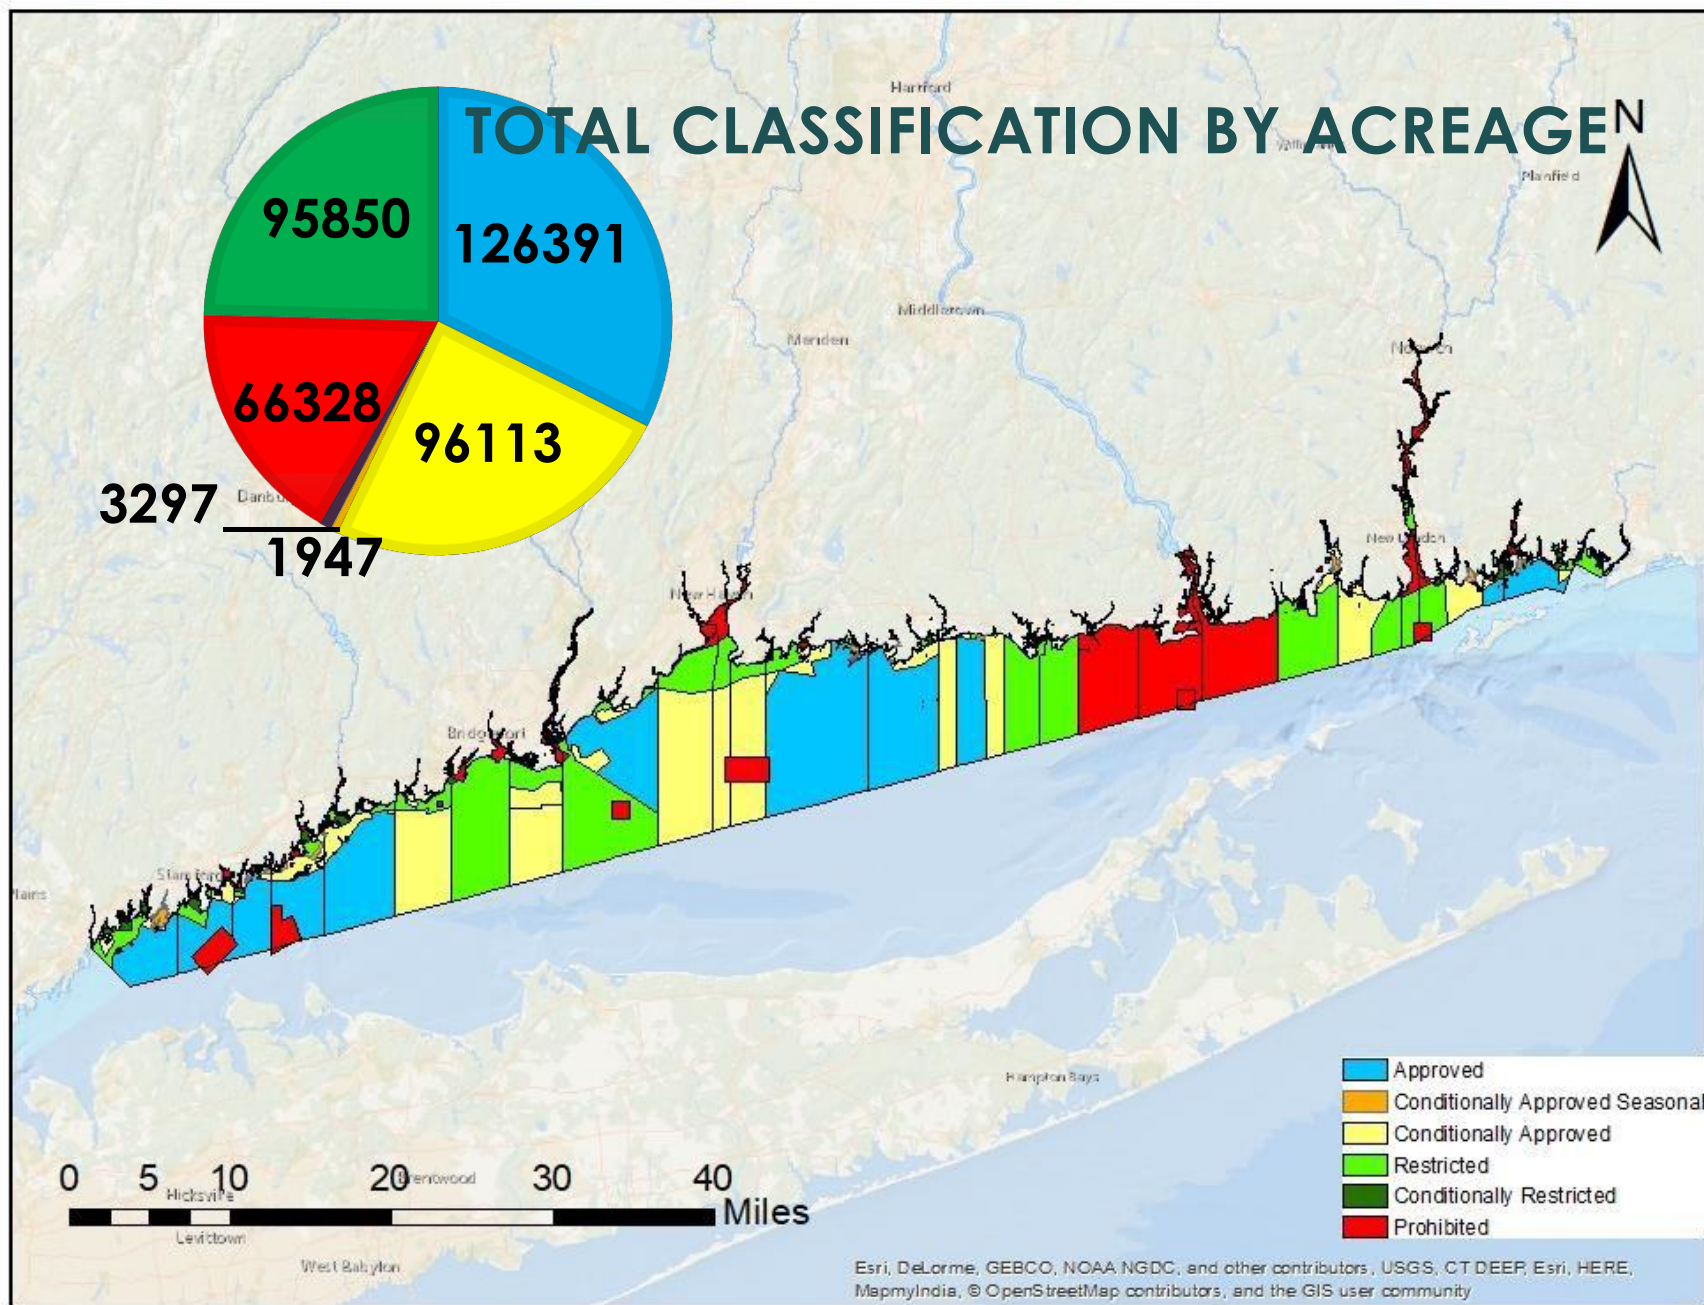 Hartford
TOTAL CLASSIFICATION BY ACREAGE
N
Plainfield
95850
126391
Middletown
Meriden
Norwich
66328
96113
3297
1947
New London
New Haven
Bridgeport
Stamford
Plains
Hampton Bays
Approved
Conditionally Approved Seasonal
Conditionally Approved
Restricted
Conditionally Restricted
Prohibited
0 5 10 20 30 40
Miles
Brentwood
Hicksville
Levittown
West Babylon
Esri, DeLorme, GEBCO, NOAA NGDC, and other contributors, USGS, CT DEEP, Esri, HERE,
MapmyIndia, © OpenStreetMap contributors, and the GIS user community